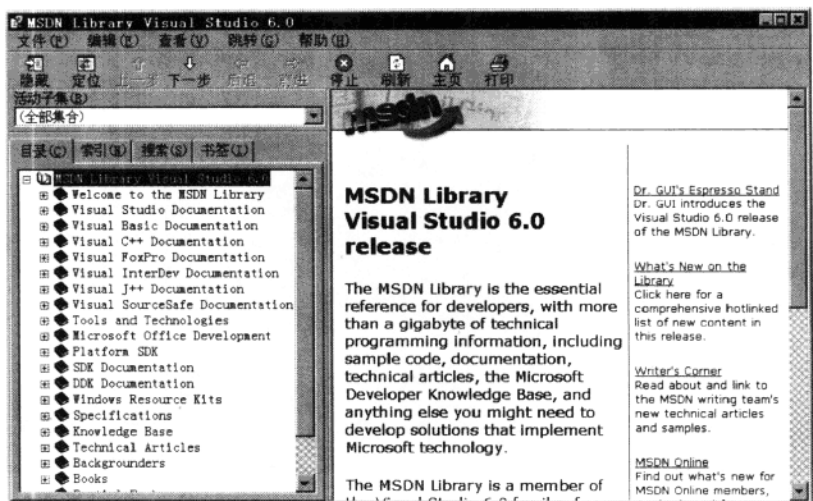 MSDN Library Visual Studio 6.0
文件(F) 编辑(E) 查看(V) 跳转(G) 帮助(H)
隐藏 定位 上一步 下一步 后退 前进 停止 刷新 主页 打印
活动子集(B)
(全部集合)
目录(C) 索引(N) 搜索(S) 书签(I)
MSDN Library Visual Studio 6.0
Welcome to the MSDN Library
Visual Studio Documentation
Visual Basic Documentation
Visual C++ Documentation
Visual FoxPro Documentation
Visual InterDev Documentation
Visual J++ Documentation
Visual SourceSafe Documentation
Tools and Technologies
Microsoft Office Development
Platform SDK
SDK Documentation
DDK Documentation
Windows Resource Kits
Specifications
Knowledge Base
Technical Articles
Backgrounders
Books
msdn
MSDN Library
Visual Studio 6.0
release
The MSDN Library is the essential
reference for developers, with more
than a gigabyte of technical
programming information, including
sample code, documentation,
technical articles, the Microsoft
Developer Knowledge Base, and
anything else you might need to
develop solutions that implement
Microsoft technology.
The MSDN Library is a member of
Dr. GUI's Espresso Stand
Dr. GUI introduces the
Visual Studio 6.0 release
of the MSDN Library.
What's New on the
Library
Click here for a
comprehensive hotlinked
list of new content in
this release.
Writer's Corner
Read about and link to
the MSDN writing team's
new technical articles
and samples.
MSDN Online
Find out what's new for
MSDN Online members,